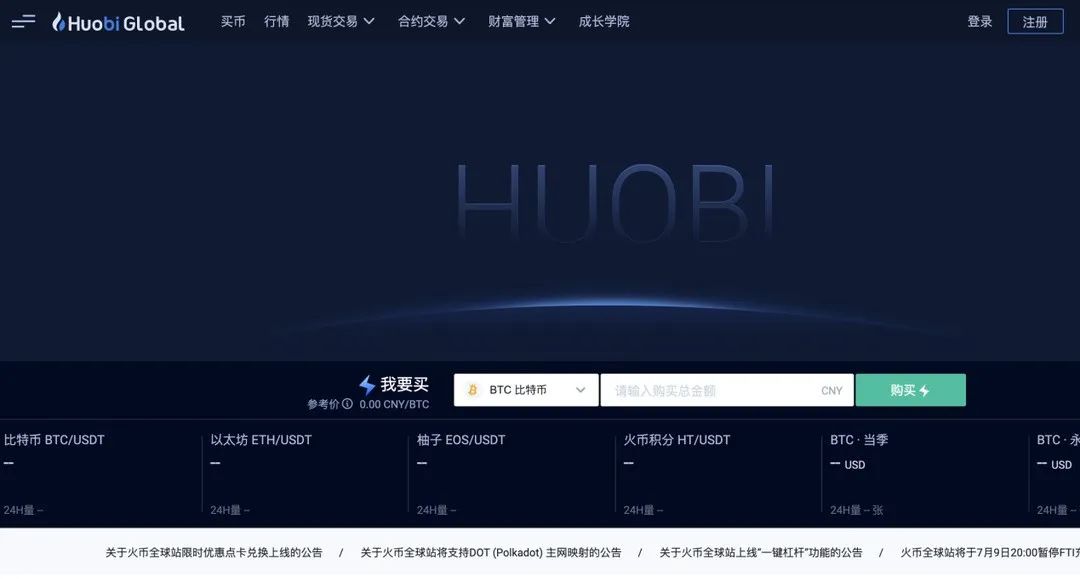 Huobi Global 买币 行情 现货交易 合约交易 财富管理 成长学院 登录 注册
HUOBI
我要买 BTC 比特币 请输入购买总金额 CNY 购买
参考价 0.00 CNY/BTC
比特币 BTC/USDT 以太坊 ETH/USDT 柚子 EOS/USDT 火币积分 HT/USDT BTC · 当季 BTC · 永
-- -- -- -- -- USD -- USD
24H量 -- 24H量 -- 24H量 -- 24H量 -- 24H量 -- 张 24H量 --
关于火币全球站限时优惠点卡兑换上线的公告 / 关于火币全球站将支持DOT (Polkadot) 主网映射的公告 / 关于火币全球站上线“一键杠杆”功能的公告 / 火币全球站将于7月9日20:00暂停FTI充